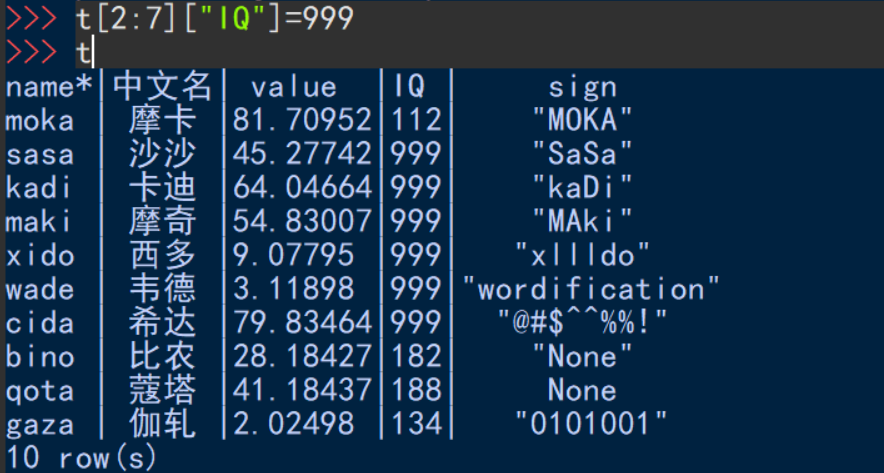 >>> t[2:7]["IQ"]=999
>>> t
name*|中文名| value |IQ | sign
moka | 摩卡 |81.70952|112| "MOKA"
sasa | 沙沙 |45.27742|999| "SaSa"
kadi | 卡迪 |64.04664|999| "kaDi"
maki | 摩奇 |54.83007|999| "MAki"
xido | 西多 |9.07795 |999| "xllldo"
wade | 韦德 |3.11898 |999|"wordification"
cida | 希达 |79.83464|999| "@#$^^%%!"
bino | 比农 |28.18427|182| "None"
qota | 蔻塔 |41.18437|188| None
gaza | 伽轧 |2.02498 |134| "0101001"
10 row(s)